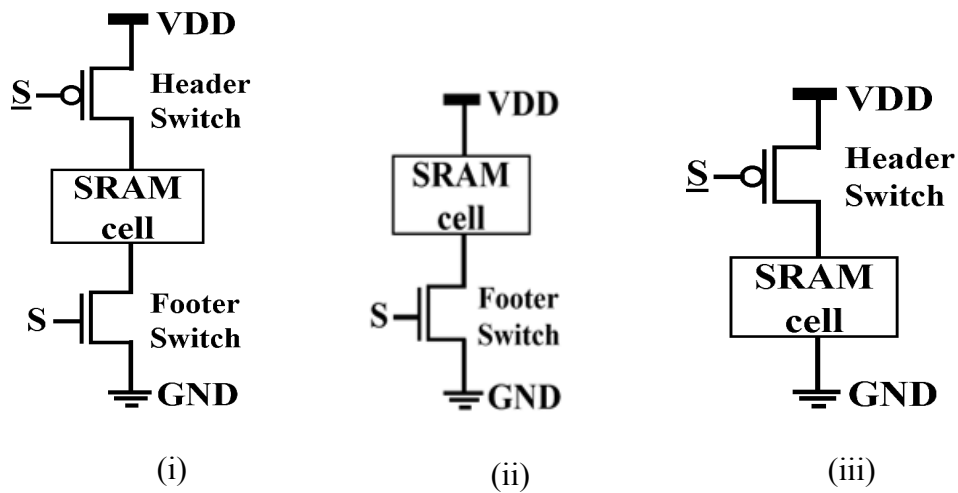 VDD
S
Header
Switch
SRAM
cell
S
Footer
Switch
GND
(i)
VDD
SRAM
cell
S
Footer
Switch
GND
(ii)
VDD
S
Header
Switch
SRAM
cell
GND
(iii)